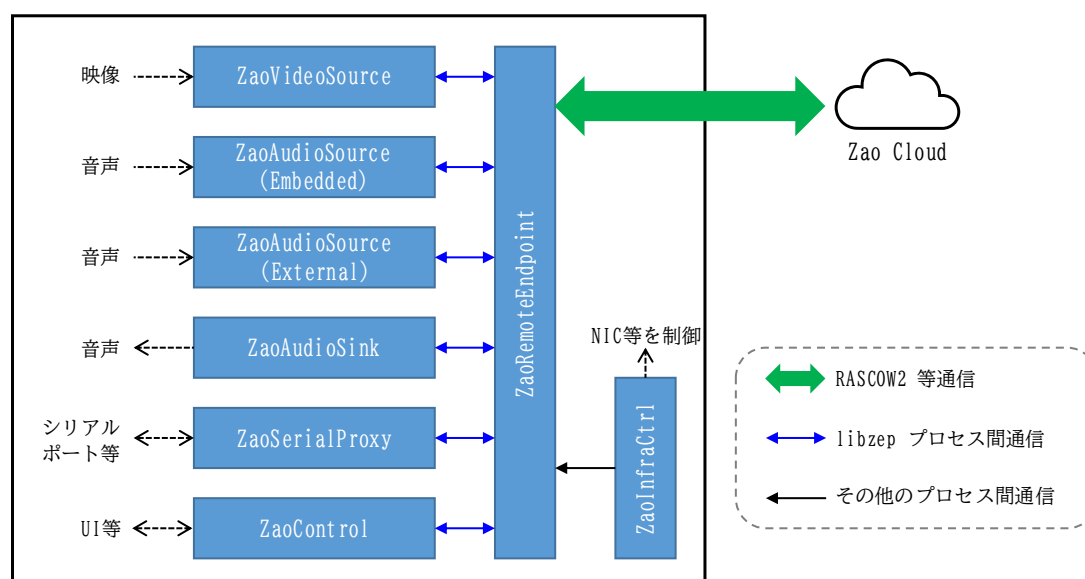 映像
ZaoVideoSource
音声
ZaoAudioSource
(Embedded)
音声
ZaoAudioSource
(External)
音声
ZaoAudioSink
シリアル
ポート等
ZaoSerialProxy
UI等
ZaoControl
ZaoRemoteEndpoint
NIC等を制御
ZaoInfraCtrl
Zao Cloud
RASCOW2 等通信
libzep プロセス間通信
その他のプロセス間通信